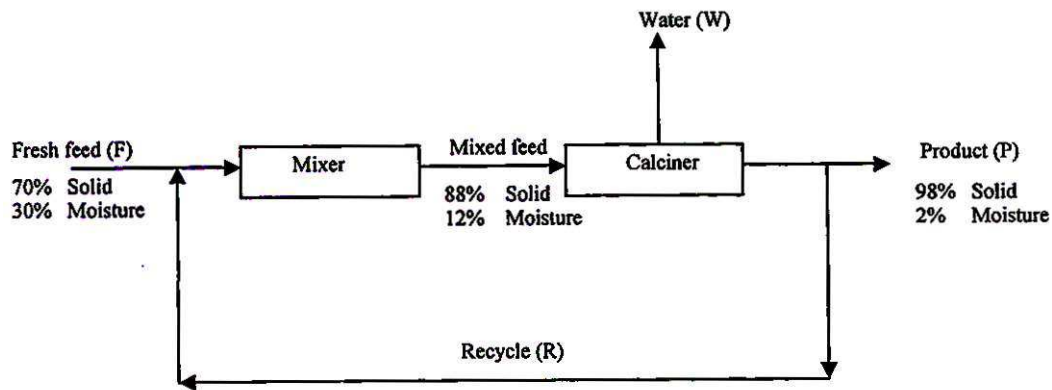 Water (W)
Fresh feed (F)
70% Solid
30% Moisture
Mixer
Mixed feed
88% Solid
12% Moisture
Calciner
Product (P)
98% Solid
2% Moisture
Recycle (R)